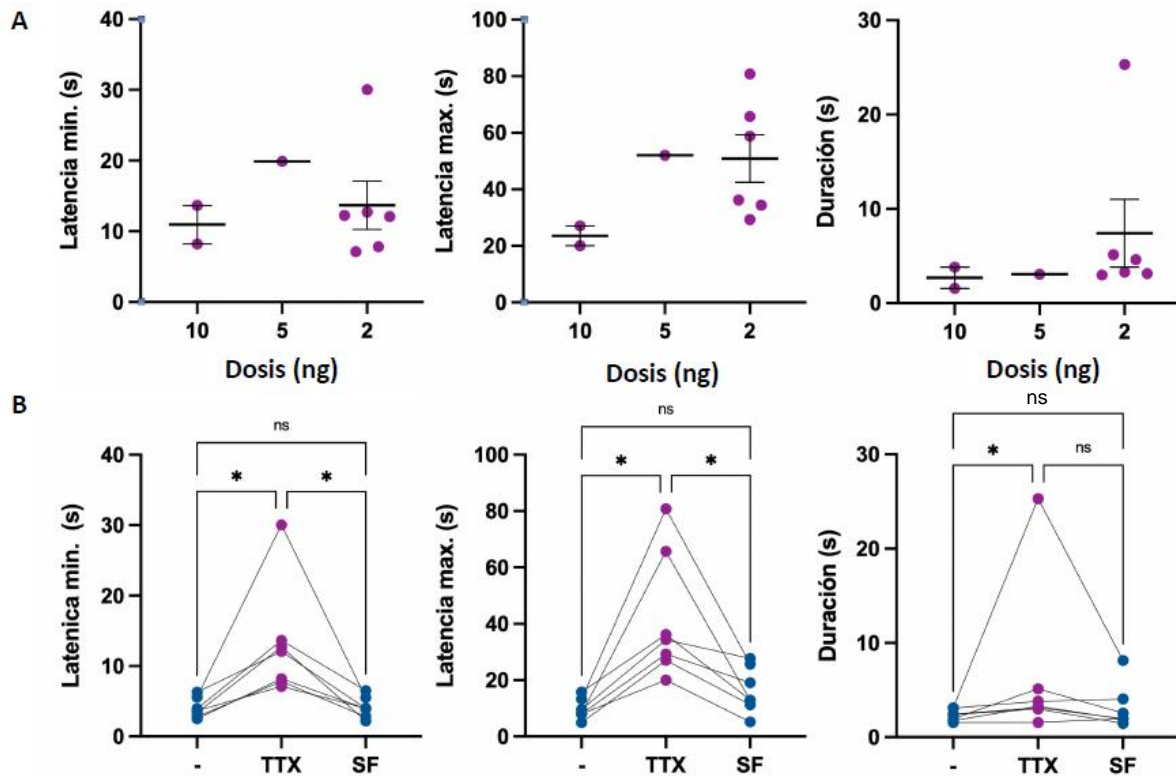 A
Latencia min. (s)
40
30
20
10
0
10 5 2
Dosis (ng)
Latencia max. (s)
100
80
60
40
20
0
10 5 2
Dosis (ng)
Duración (s)
30
20
10
0
10 5 2
Dosis (ng)
B
Latenica min. (s)
40
30
20
10
0
ns
* *
- TTX SF
Latencia max. (s)
100
80
60
40
20
0
ns
* *
- TTX SF
Duración (s)
30
20
10
0
ns
* ns
- TTX SF